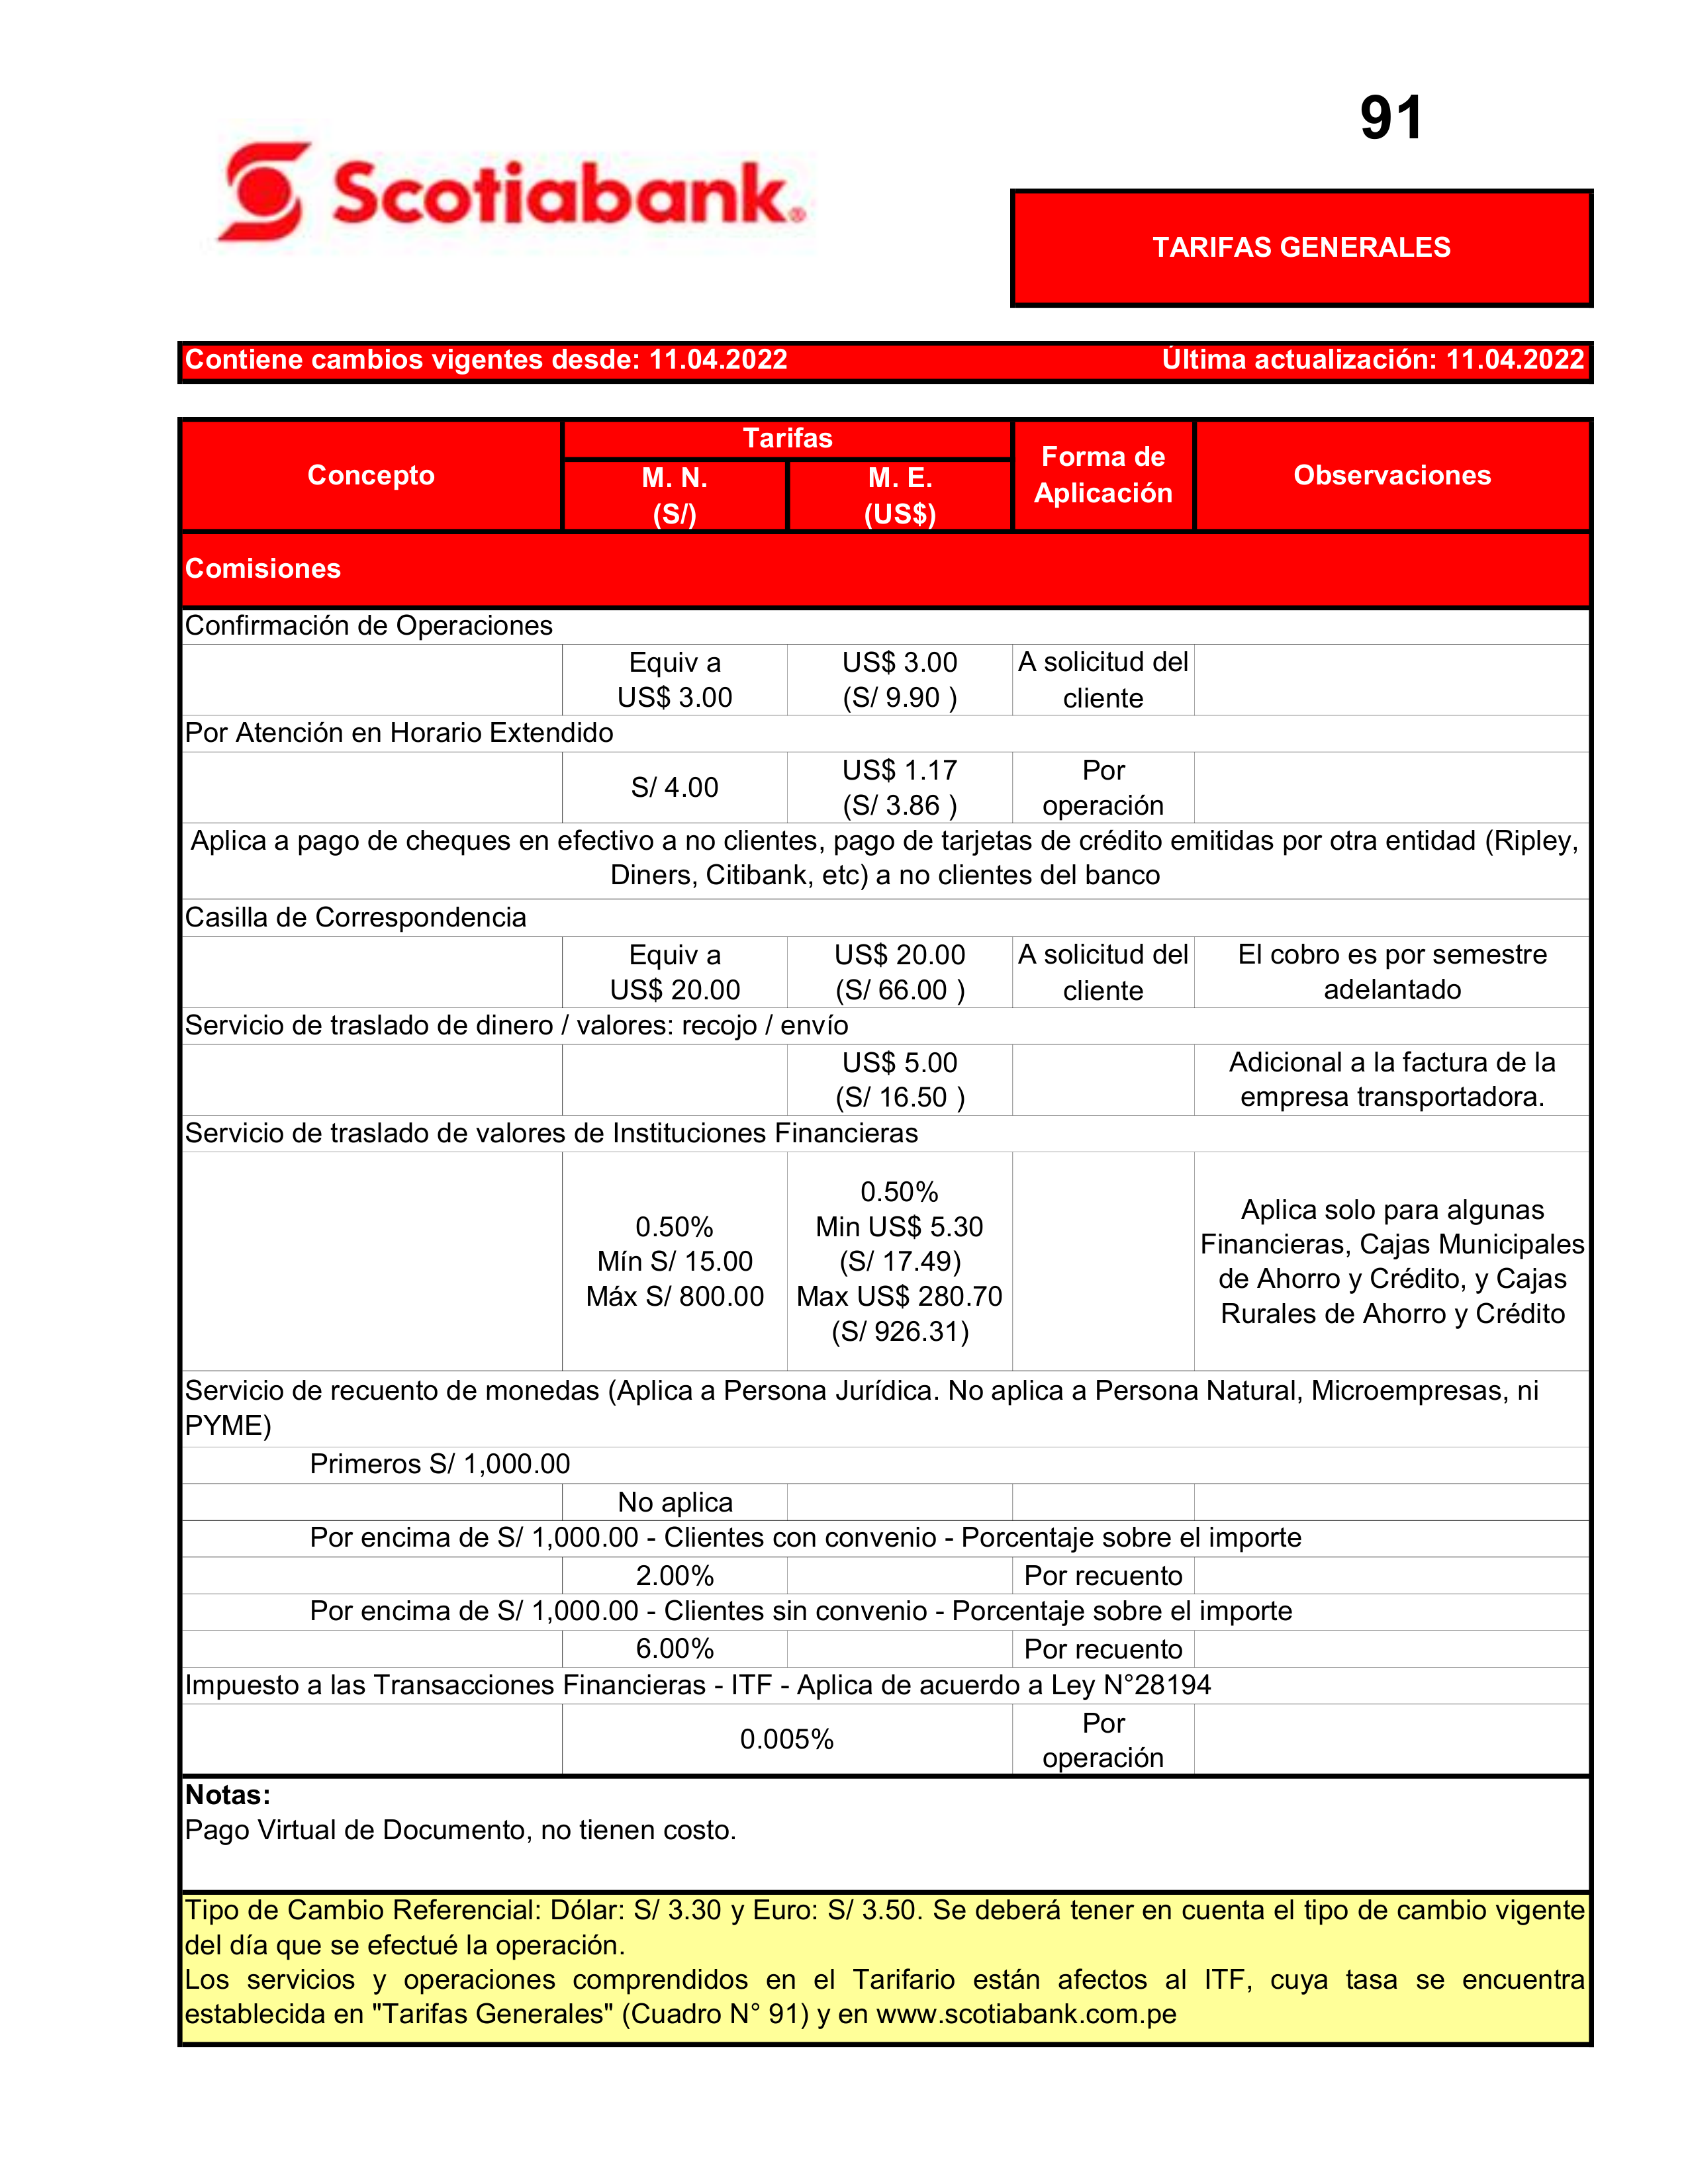 91
Scotiabank®
TARIFAS GENERALES
Contiene cambios vigentes desde: 11.04.2022 Última actualización: 11.04.2022
Concepto
Tarifas
M. N.
(S/)
M. E.
(US$)
Forma de
Aplicación
Observaciones
Comisiones
Confirmación de Operaciones
Equiv a
US$ 3.00
US$ 3.00
(S/ 9.90 )
A solicitud del
cliente
Por Atención en Horario Extendido
S/ 4.00
US$ 1.17
(S/ 3.86 )
Por
operación
Aplica a pago de cheques en efectivo a no clientes, pago de tarjetas de crédito emitidas por otra entidad (Ripley,
Diners, Citibank, etc) a no clientes del banco
Casilla de Correspondencia
Equiv a
US$ 20.00
US$ 20.00
(S/ 66.00 )
A solicitud del
cliente
El cobro es por semestre
adelantado
Servicio de traslado de dinero / valores: recojo / envío
US$ 5.00
(S/ 16.50 )
Adicional a la factura de la
empresa transportadora.
Servicio de traslado de valores de Instituciones Financieras
0.50%
Mín S/ 15.00
Máx S/ 800.00
0.50%
Min US$ 5.30
(S/ 17.49)
Max US$ 280.70
(S/ 926.31)
Aplica solo para algunas
Financieras, Cajas Municipales
de Ahorro y Crédito, y Cajas
Rurales de Ahorro y Crédito
Servicio de recuento de monedas (Aplica a Persona Jurídica. No aplica a Persona Natural, Microempresas, ni
PYME)
Primeros S/ 1,000.00
No aplica
Por encima de S/ 1,000.00 - Clientes con convenio - Porcentaje sobre el importe
2.00% Por recuento
Por encima de S/ 1,000.00 - Clientes sin convenio - Porcentaje sobre el importe
6.00% Por recuento
Impuesto a las Transacciones Financieras - ITF - Aplica de acuerdo a Ley N°28194
0.005%
Por
operación
Notas:
Pago Virtual de Documento, no tienen costo.
Tipo de Cambio Referencial: Dólar: S/ 3.30 y Euro: S/ 3.50. Se deberá tener en cuenta el tipo de cambio vigente
del día que se efectué la operación.
Los servicios y operaciones comprendidos en el Tarifario están afectos al ITF, cuya tasa se encuentra
establecida en "Tarifas Generales" (Cuadro N° 91) y en www.scotiabank.com.pe